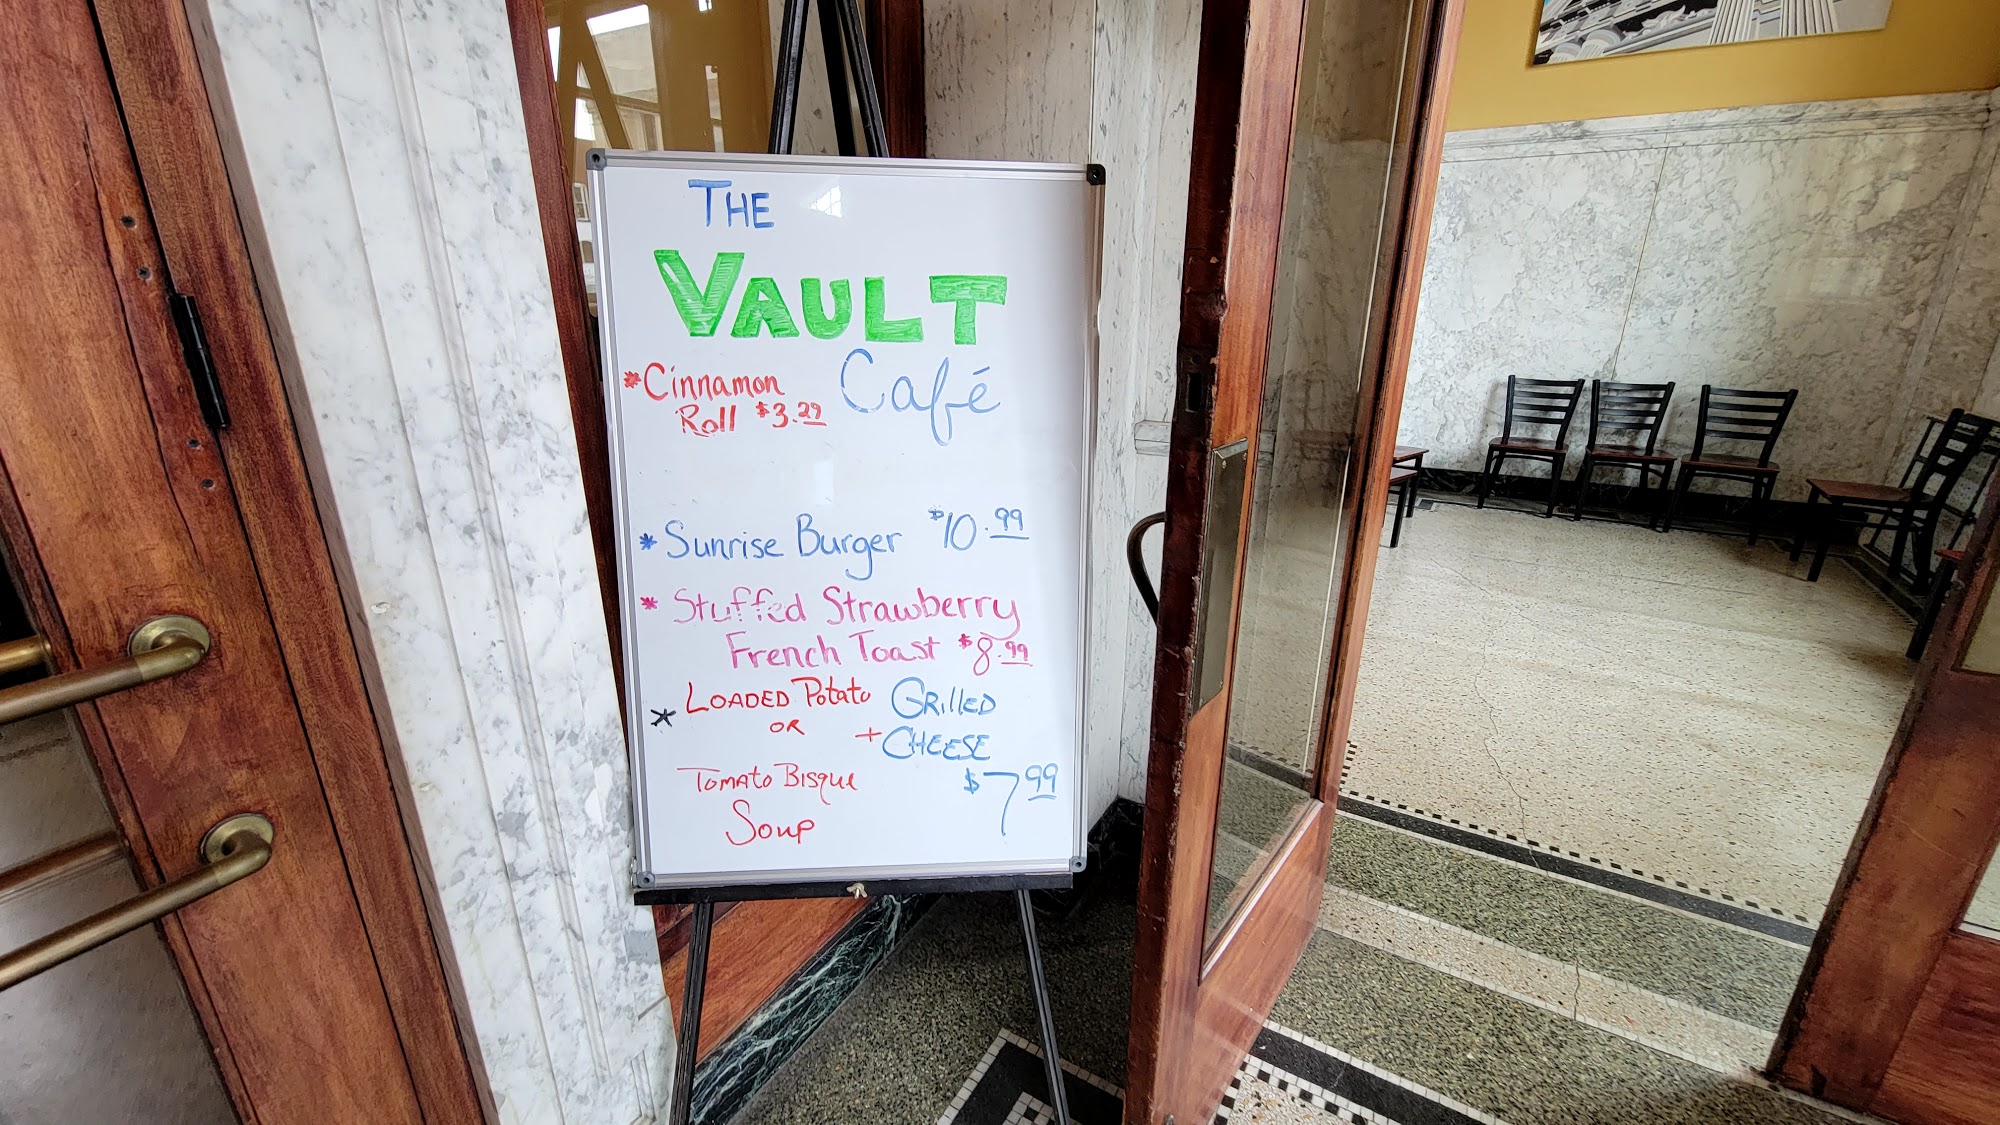 THE
VAULT
Café
*Cinnamon
Roll $3.29
*Sunrise Burger $10.99
*Stuffed Strawberry
French Toast $8.99
*LOADED Potato GRilleD
OR + CHEESE
Tomato Bisque $7.99
Soup